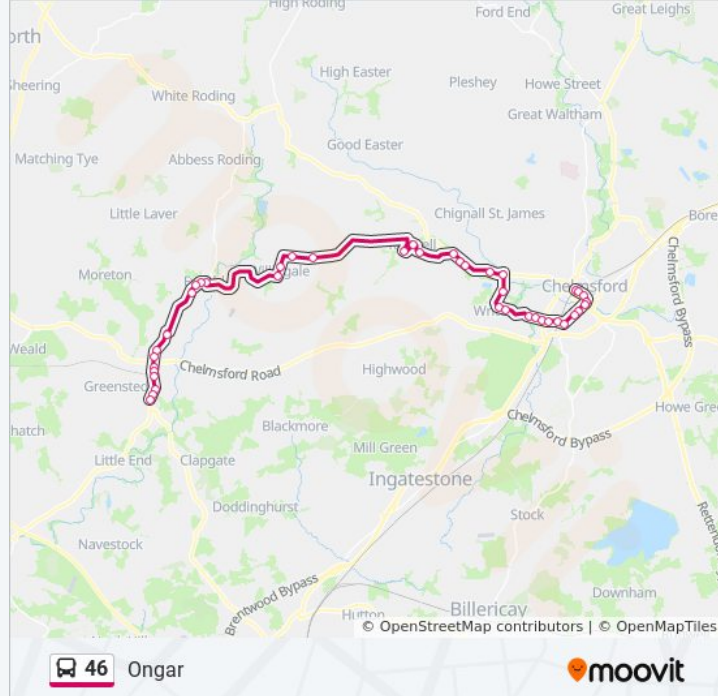 High Roding
Ford End
Great Leighs
orth
High Easter
Pleshey
Howe Street
Sheering
White Roding
Great Waltham
Good Easter
Matching Tye
Abbess Roding
Little Laver
Chignall St. James
Bore
Moreton
Chelmsford
Chelmsford Bypass
Weald
Chelmsford Road
Highwood
Greensted
Howe Gree
hatch
Blackmore
Chelmsford Bypass
Mill Green
Little End
Clapgate
Ingatestone
Doddinghurst
Stock
Navestock
Brentwood Bypass
Downham
Hutton
Billericay
© OpenStreetMap contributors | © OpenMapTiles
46
Ongar
moovit